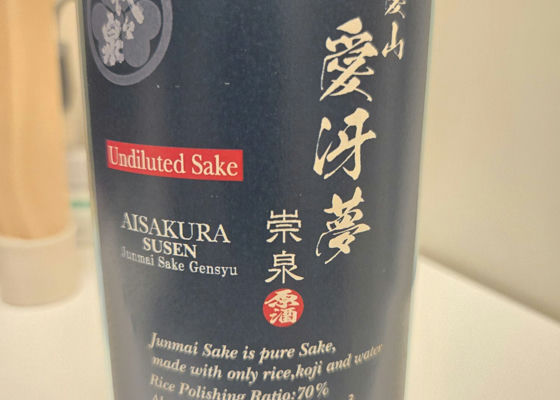 愛山
愛冴夢
Undiluted Sake
AISAKURA
SUSEN
Junmai Sake Gensyu
崇泉
原酒
Junmai Sake is pure Sake,
made with only rice,koji and water
Rice Polishing Ratio:70%